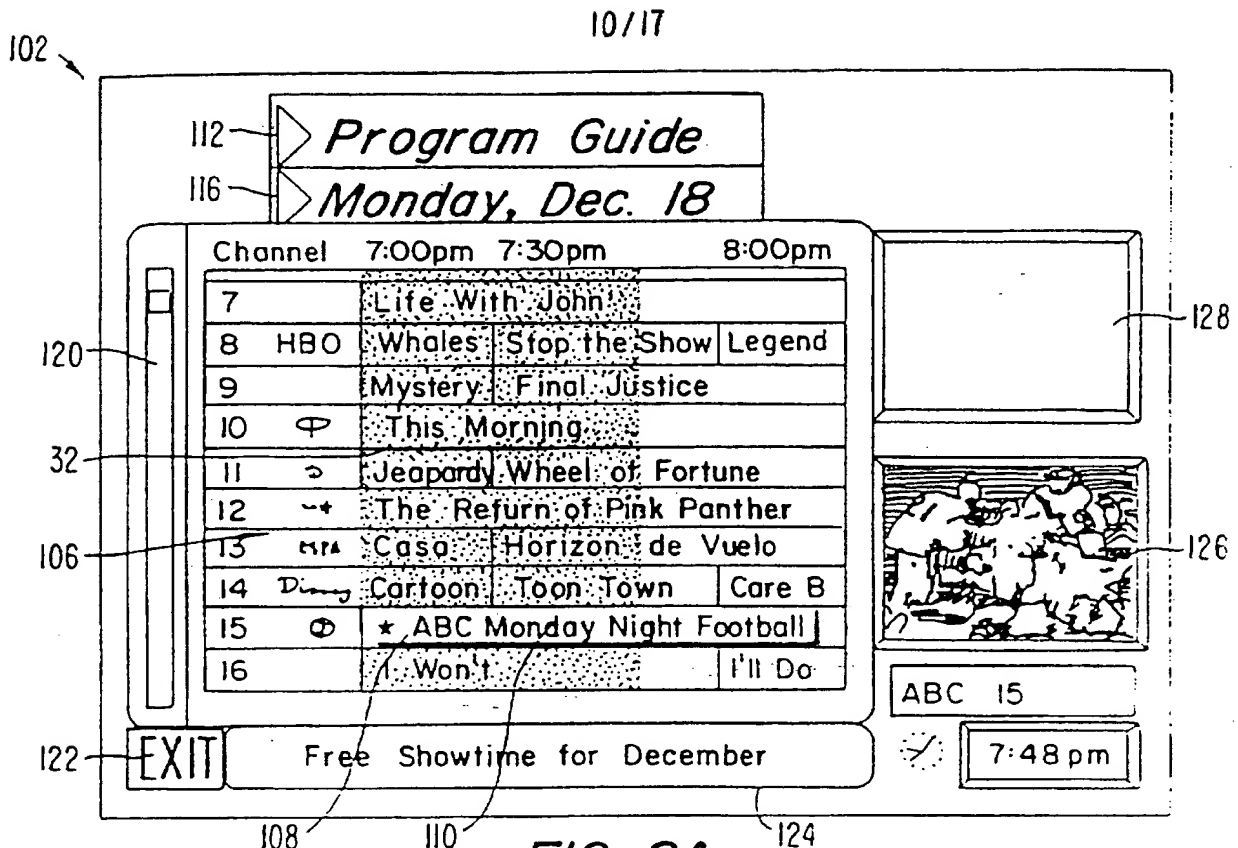 10/17
102
112 Program Guide
116 Monday, Dec. 18
Channel 7:00pm 7:30pm 8:00pm
7 Life With John
8 HBO Whales Stop the Show Legend
128
120
9 Mystery Final Justice
10 This Morning
32
11 Jeapardy Wheel of Fortune
12 The Return of Pink Panther
106
13 Casa Horizon de Vuelo
126
14 Disney Cartoon Toon Town Care B
15 ★ ABC Monday Night Football
16 I Won't I'll Do
ABC 15
122 EXIT Free Showtime for December 7:48 pm
108 110 124